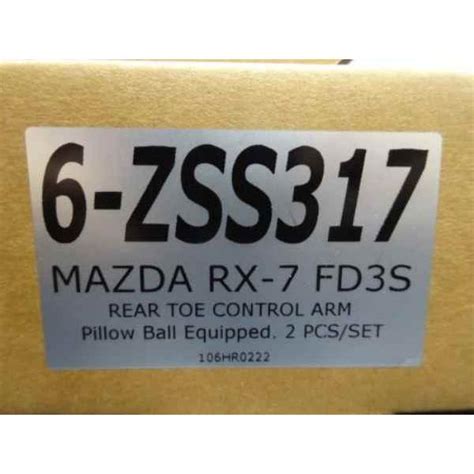 6-ZSS317
MAZDA RX-7 FD3S
REAR TOE CONTROL ARM
Pillow Ball Equipped. 2 PCS/SET
106HR0222